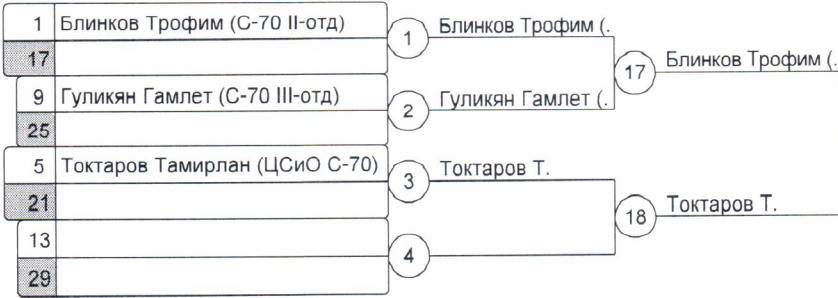 1 Блинков Трофим (С-70 II-отд)
17
1 Блинков Трофим (.
17 Блинков Трофим (.
9 Гуликян Гамлет (С-70 III-отд)
25
2 Гуликян Гамлет (.
5 Токтаров Тамирлан (ЦСиО С-70)
21
3 Токтаров Т.
18 Токтаров Т.
13
29
4